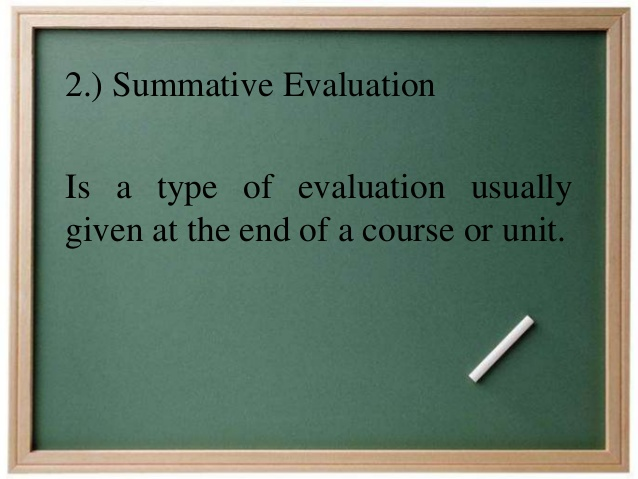 2.) Summative Evaluation
Is a type of evaluation usually
given at the end of a course or unit.